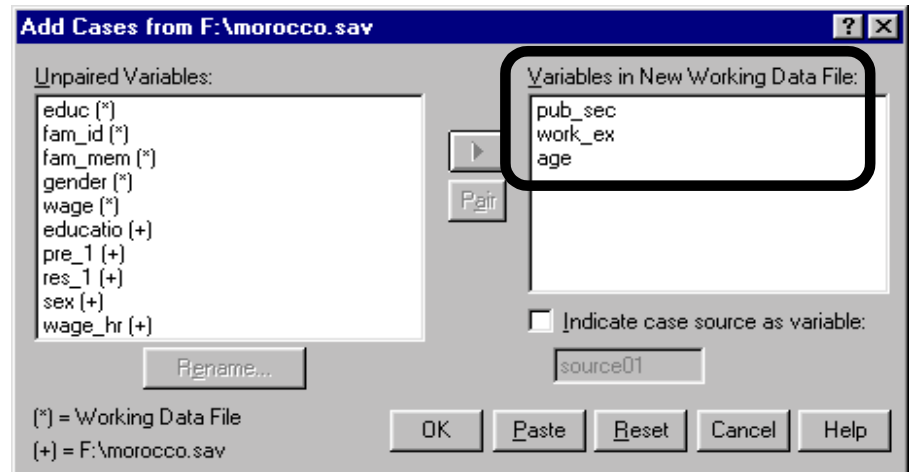 Add Cases from F:\morocco.sav
Unpaired Variables:
educ (*)
fam_id (*)
fam_mem (*)
gender (*)
wage (*)
educatio (+)
pre_1 (+)
res_1 (+)
sex (+)
wage_hr (+)
Rename...
(*) = Working Data File
(+) = F:\morocco.sav
Pair
Variables in New Working Data File:
pub_sec
work_ex
age
Indicate case source as variable:
source01
OK Paste Reset Cancel Help